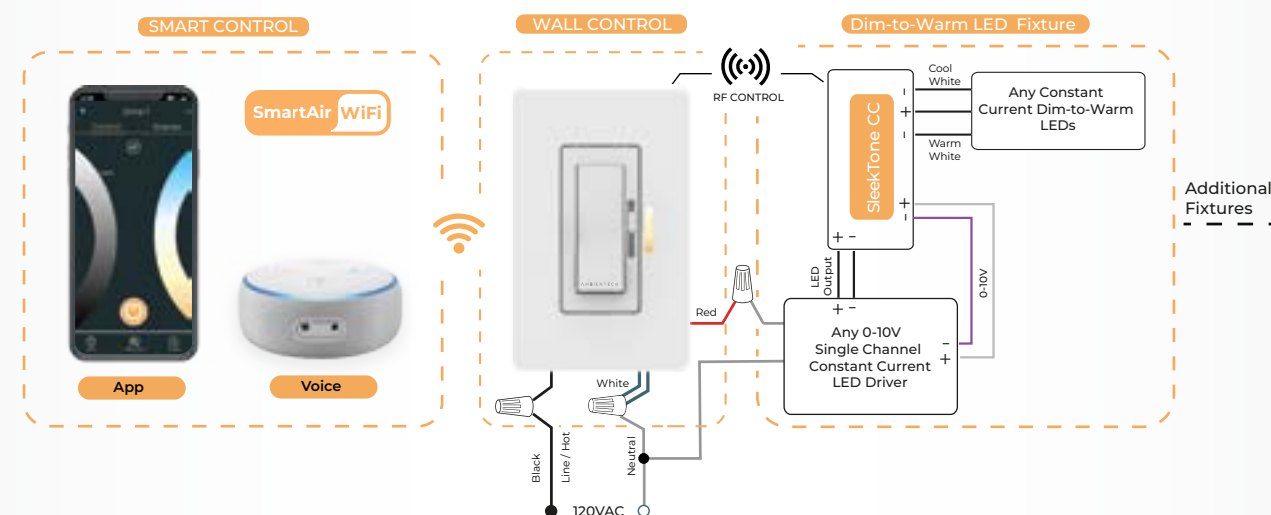 SMART CONTROL
SmartAir WiFi
App
Voice
WALL CONTROL
AMBIENTECH
Red
White
Black
Line / Hot
Neutral
120VAC
RF CONTROL
Dim-to-Warm LED Fixture
SleekTone CC
Cool
White
Warm
White
- + -
Any Constant
Current Dim-to-Warm
LEDs
+ -
+ -
LED
Output
+ -
0-10V
Any 0-10V
Single Channel
Constant Current
LED Driver
- +
Additional
Fixtures